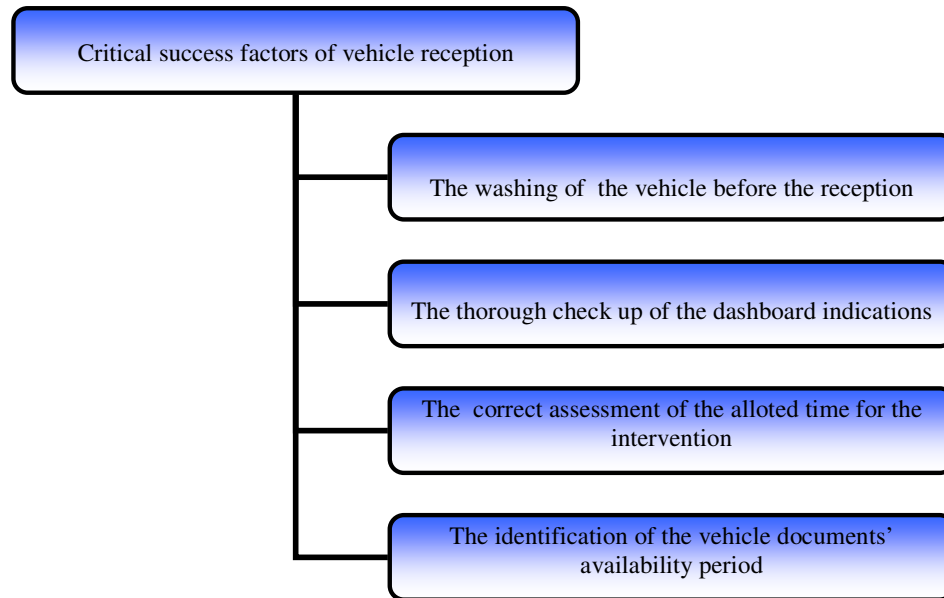 Critical success factors of vehicle reception
The washing of the vehicle before the reception
The thorough check up of the dashboard indications
The correct assessment of the alloted time for the
intervention
The identification of the vehicle documents’
availability period